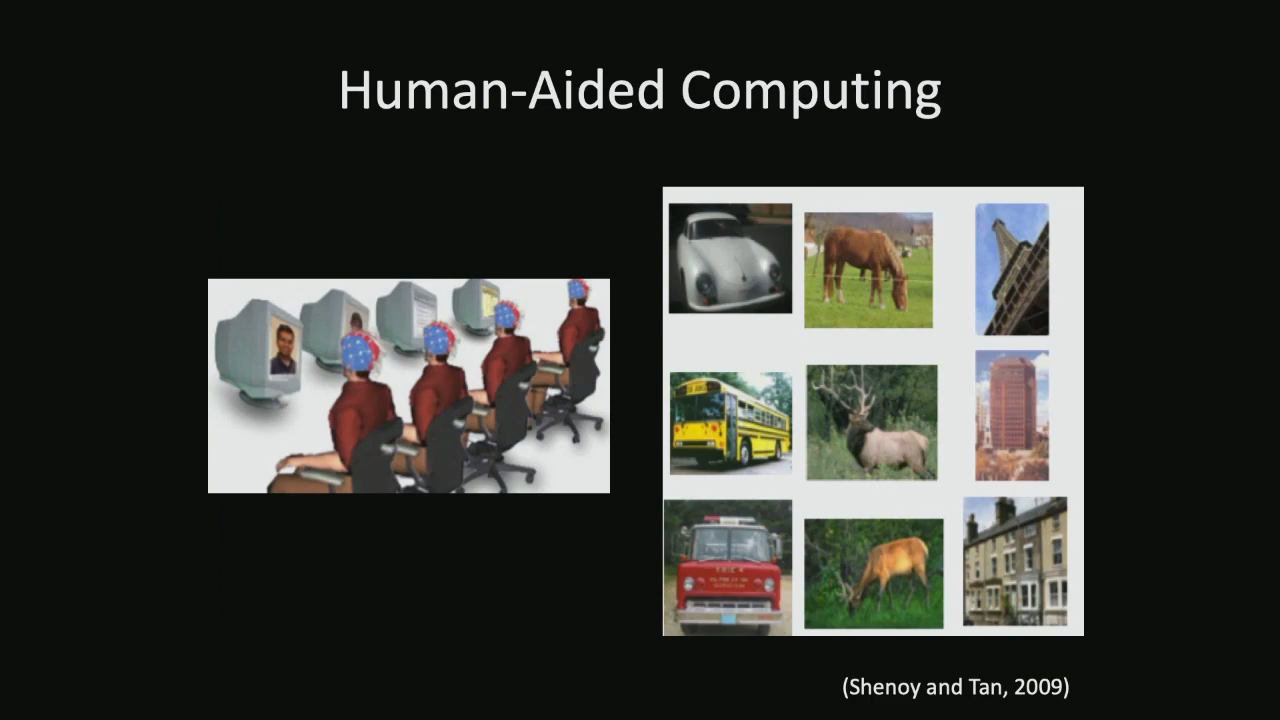 Human-Aided Computing
(Shenoy and Tan, 2009)